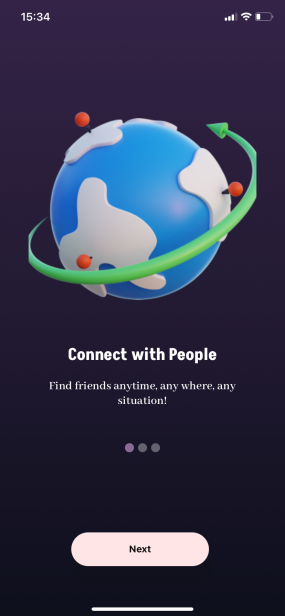 15:34
Connect with People
Find friends anytime, any where, any
situation!
Next